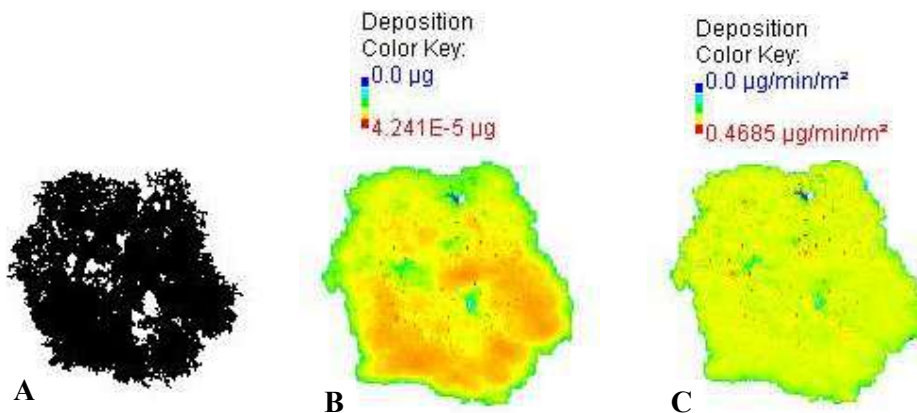 Deposition
Color Key:
0.0 µg
4.241E-5 µg
Deposition
Color Key:
0.0 µg/min/m²
0.4685 µg/min/m²
A
B
C